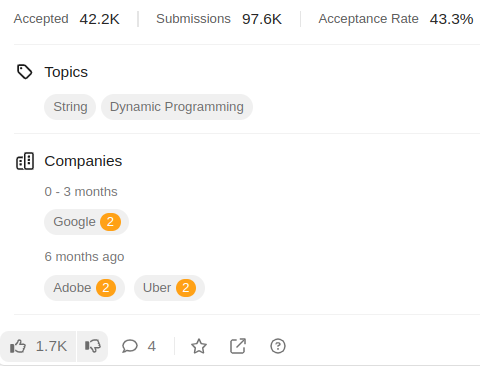 Accepted 42.2K Submissions 97.6K Acceptance Rate 43.3%
Topics
String Dynamic Programming
Companies
0 - 3 months
Google 2
6 months ago
Adobe 2 Uber 2
1.7K 4